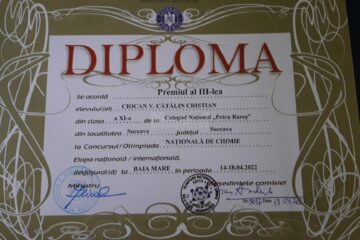 DIPLOMA
Se acordă Premiul al III-lea
elevului(ei) CIOCAN V. CĂTĂLIN CRISTIAN
din clasa a XI-a de la Colegiul Național „Petru Rareș”
din localitatea Suceava județul Suceava
la Concursul/Olimpiada NAȚIONALĂ DE CHIMIE
Etapa națională / internațională,
desfășurat(ă) la BAIA MARE în perioada 14-18.04.2022
Ministru Președintele comisiei